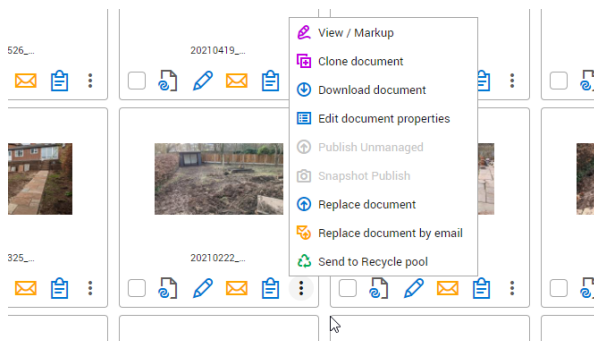 526_...
20210419_...
View / Markup
Clone document
Download document
Edit document properties
Publish Unmanaged
Snapshot Publish
Replace document
Replace document by email
Send to Recycle pool
325_...
20210222_...